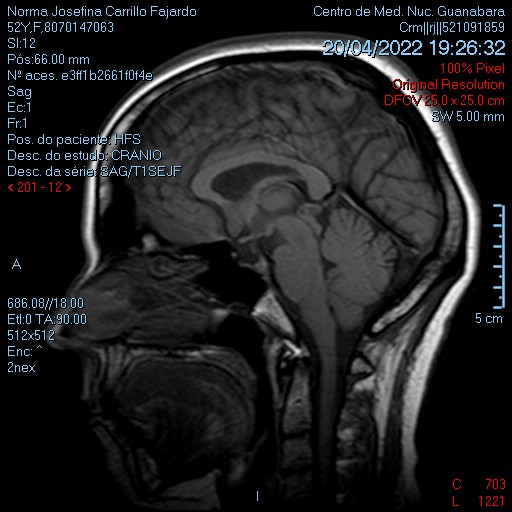 Norma Josefina Carrillo Fajardo
52Y,F,8070147063
Sl:12
Pós:66.00 mm
Nº aces. e3ff1b2661f0f4e
Sag
Ec:1
Fr:1
Pos. do paciente: HFS
Desc. do estudo: CRANIO
Desc. da série: SAG/T1SEJF
< 201 - 12 >
Centro de Med. Nuc. Guanabara
Crm||rj||521091859
20/04/2022 19:26:32
100% Pixel
Original Resolution
DFOV 25.0 x 25.0 cm
SW 5.00 mm
A
686.08//18.00
Etl:0 TA:90.00
512x512
Enc: ^
2nex
5 cm
I
C 703
L 1221